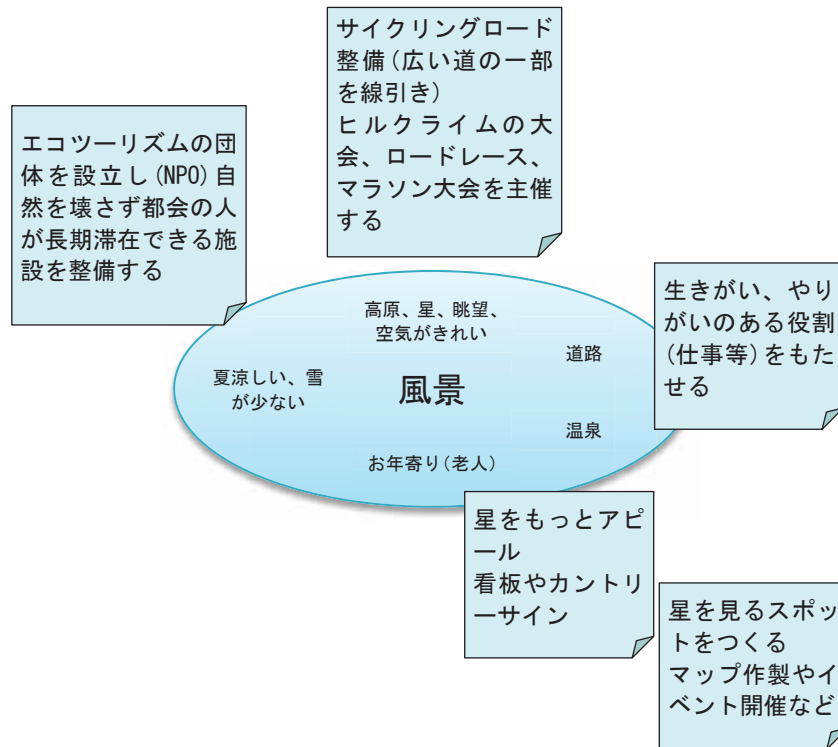 サイクリングロード
整備(広い道の一部
を線引き)
ヒルクライムの大
会、ロードレース、
マラソン大会を主催
する
エコツーリズムの団
体を設立し(NPO)自
然を壊さず都会の人
が長期滞在できる施
設を整備する
高原、星、眺望、
空気がきれい
道路
夏涼しい、雪
が少ない
風景
温泉
お年寄り(老人)
生きがい、やり
がいのある役割
(仕事等)をもた
せる
星をもっとアピ
ール
看板やカントリ
ーサイン
星を見るスポッ
トをつくる
マップ作製やイ
ベント開催など